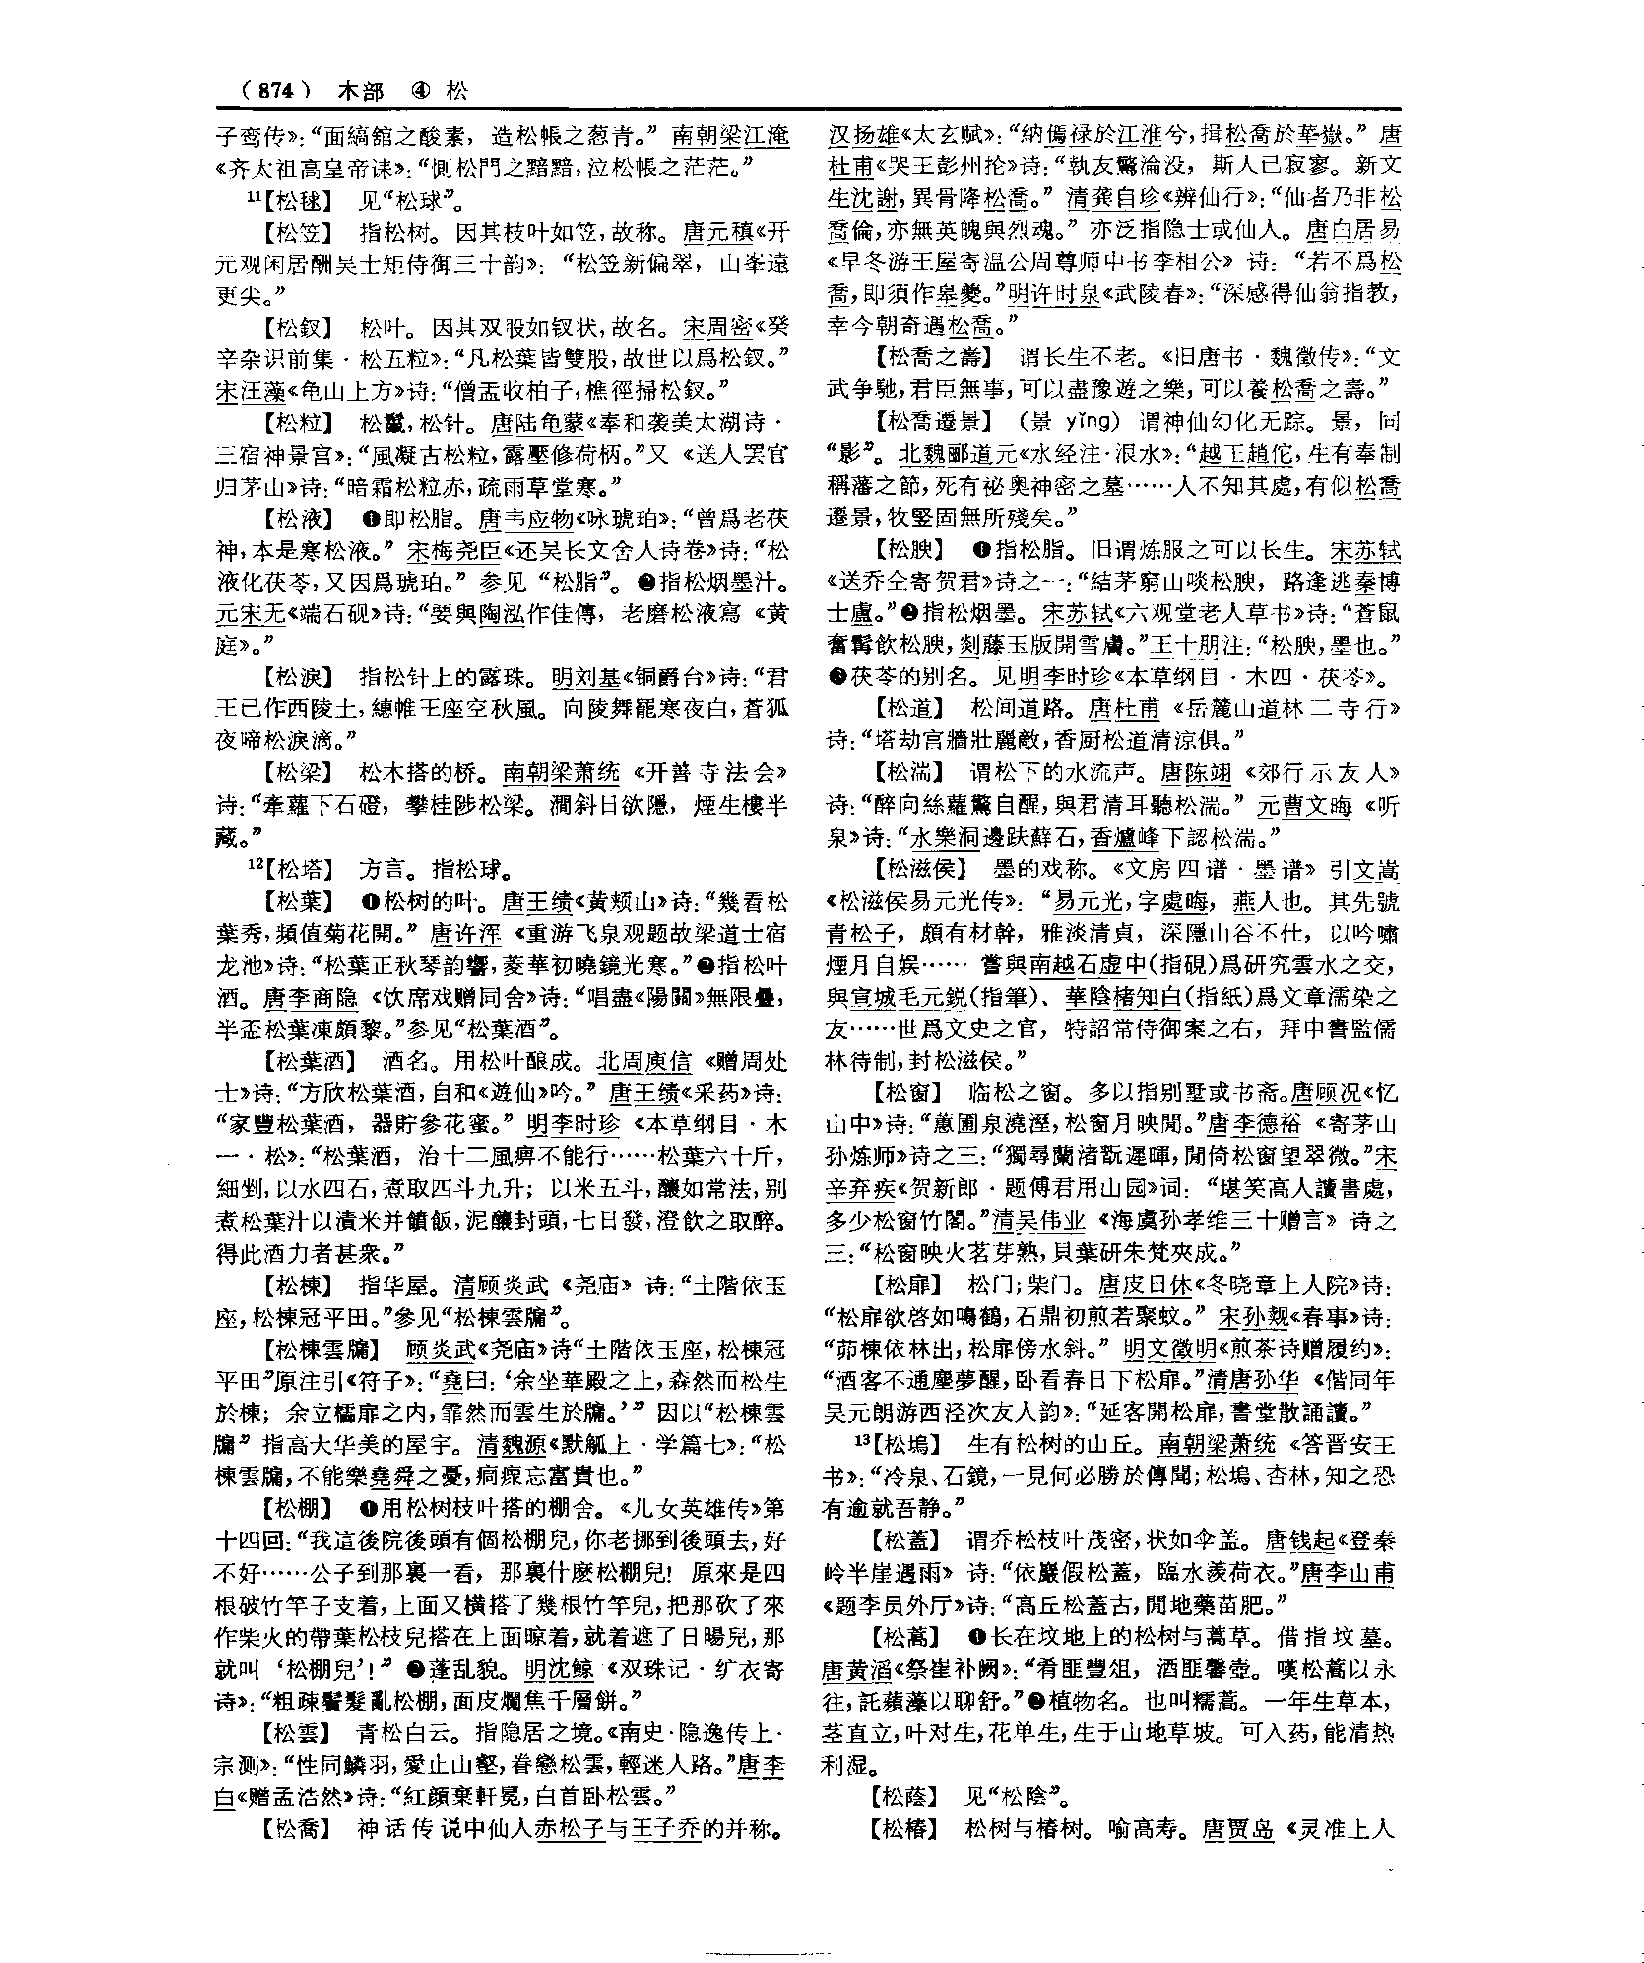 （874） 木部 ④ 松
子鸾传》：“面縞舘之酸素，造松帳之葱青。” 南朝梁江淹
《齐太祖高皇帝诔》：“惻松門之黯黯，泣松帳之茫茫。”
11【松毬】 见“松球”。
【松笠】 指松树。因其枝叶如笠，故称。唐元稹《开
元观闲居酬吴士矩侍御三十韵》：“松笠新偏翠，山峯遠
更尖。”
【松釵】 松叶。因其双股如钗状，故名。宋周密《癸
辛杂识前集·松五粒》：“凡松葉皆雙股，故世以爲松釵。”
宋汪藻《龟山上方》诗：“僧盂收柏子，樵徑掃松釵。”
【松粒】 松鬣，松针。唐陆龟蒙《奉和袭美太湖诗·
三宿神景宫》：“風凝古松粒，露壓修荷柄。”又《送人罢官
归茅山》诗：“暗霜松粒赤，疏雨草堂寒。”
【松液】 ❶即松脂。唐韦应物《咏琥珀》：“曾爲老茯
神，本是寒松液。” 宋梅尧臣《还吴长文舍人诗卷》诗：“松
液化茯苓，又因爲琥珀。” 参见“松脂”。❷指松烟墨汁。
元宋无《端石砚》诗：“娶與陶泓作佳傳，老磨松液寫《黄
庭》。”
【松淚】 指松针上的露珠。明刘基《铜爵台》诗：“君
王已作西陵土，繐帷玉座空秋風。向陵舞罷寒夜白，蒼狐
夜啼松淚滴。”
【松梁】 松木搭的桥。南朝梁萧统《开善寺法会》
诗：“牽蘿下石磴，攀桂陟松梁。澗斜日欲隱，煙生樓半
藏。”
12【松塔】 方言。指松球。
【松葉】 ❶松树的叶。唐王绩《黄颊山》诗：“幾看松
葉秀，頻值菊花開。” 唐许浑《重游飞泉观题故梁道士宿
龙池》诗：“松葉正秋琴韵響，菱華初曉鏡光寒。”❷指松叶
酒。唐李商隐《饮席戏赠同舍》诗：“唱盡《陽關》無限疊，
半盃松葉凍頗黎。”参见“松葉酒”。
【松葉酒】 酒名。用松叶酿成。北周庾信《赠周处
士》诗：“方欣松葉酒，自和《遊仙》吟。” 唐王绩《采药》诗：
“家豐松葉酒，器貯參花蜜。” 明李时珍《本草纲目·木
一·松》：“松葉酒，治十二風痹不能行……松葉六十斤，
細剉，以水四石，煮取四斗九升；以米五斗，釀如常法，别
煮松葉汁以漬米并饙飯，泥釀封頭，七日發，澄飲之取醉。
得此酒力者甚衆。”
【松棟】 指华屋。清顾炎武《尧庙》诗：“土階依玉
座，松棟冠平田。”参见“松棟雲牖”。
【松棟雲牖】 顾炎武《尧庙》诗“土階依玉座，松棟冠
平田”原注引《符子》：“堯曰：‘余坐華殿之上，森然而松生
於棟；余立櫺扉之内，霏然而雲生於牖。’” 因以“松棟雲
牖” 指高大华美的屋宇。清魏源《默觚上·学篇七》：“松
棟雲牖，不能樂堯舜之憂，痌瘝忘富貴也。”
【松棚】 ❶用松树枝叶搭的棚舍。《儿女英雄传》第
十四回：“我這後院後頭有個松棚兒，你老挪到後頭去，好
不好……公子到那裏一看，那裏什麽松棚兒！原來是四
根破竹竿子支着，上面又横搭了幾根竹竿兒，把那砍了來
作柴火的帶葉松枝兒搭在上面晾着，就着遮了日暘兒，那
就叫‘松棚兒’！” ❷蓬乱貌。明沈鲸《双珠记·纩衣寄
诗》：“粗疎鬢髮亂松棚，面皮爛焦千層餅。”
【松雲】 青松白云。指隐居之境。《南史·隐逸传上·
宗测》：“性同鱗羽，愛止山壑，眷戀松雲，輕迷人路。”唐李
白《赠孟浩然》诗：“紅顔棄軒冕，白首卧松雲。”
【松喬】 神话传说中仙人赤松子与王子乔的并称。
汉扬雄《太玄赋》：“納傿禄於江淮兮，揖松喬於華嶽。” 唐
杜甫《哭王彭州抡》诗：“執友驚淪没，斯人已寂寥。新文
生沈謝，異骨降松喬。” 清龚自珍《辨仙行》：“仙者乃非松
喬倫，亦無英魄與烈魂。” 亦泛指隐士或仙人。唐白居易
《早冬游王屋寄温公周尊师中书李相公》诗：“若不爲松
喬，即須作皋夔。”明许时泉《武陵春》：“深感得仙翁指教，
幸今朝奇遇松喬。”
【松喬之壽】 谓长生不老。《旧唐书·魏徵传》：“文
武争馳，君臣無事，可以盡豫遊之樂，可以養松喬之壽。”
【松喬遷景】 （景 yǐng）谓神仙幻化无踪。景，同
“影”。北魏郦道元《水经注·泿水》：“越王趙佗，生有奉制
稱藩之節，死有祕奥神密之墓……人不知其處，有似松喬
遷景，牧豎固無所殘矣。”
【松腴】 ❶指松脂。旧谓炼服之可以长生。宋苏轼
《送乔仝寄贺君》诗之一：“結茅窮山啖松腴，路逢逃秦博
士盧。”❷指松烟墨。宋苏轼《六观堂老人草书》诗：“蒼鼠
奮髯飲松腴，剡藤玉版開雪膚。”王十朋注：“松腴，墨也。”
❸茯苓的别名。见明李时珍《本草纲目·木四·茯苓》。
【松道】 松间道路。唐杜甫《岳麓山道林二寺行》
诗：“塔劫宫牆壯麗敵，香厨松道清涼俱。”
【松湍】 谓松下的水流声。唐陈翊《郊行示友人》
诗：“醉向絲蘿驚自醒，與君清耳聽松湍。” 元曹文晦《听
泉》诗：“水樂洞邊趺蘚石，香爐峰下認松湍。”
【松滋侯】 墨的戏称。《文房四谱·墨谱》引文嵩
《松滋侯易元光传》：“易元光，字處晦，燕人也。其先號
青松子，頗有材幹，雅淡清貞，深隱山谷不仕，以吟嘯
煙月自娱…… 嘗與南越石虚中（指硯）爲研究雲水之交，
與宣城毛元鋭（指筆）、華陰楮知白（指紙）爲文章濡染之
友……世爲文史之官，特詔常侍御案之右，拜中書監儒
林待制，封松滋侯。”
【松窗】 临松之窗。多以指别墅或书斋。唐顾况《忆
山中》诗：“蕙圃泉澆溼，松窗月映閒。”唐李德裕《寄茅山
孙炼师》诗之三：“獨尋蘭渚翫遲暉，閒倚松窗望翠微。”宋
辛弃疾《贺新郎·题傅君用山园》词：“堪笑高人讀書處，
多少松窗竹閣。”清吴伟业《海虞孙孝维三十赠言》诗之
三：“松窗映火茗芽熟，貝葉研朱梵夾成。”
【松扉】 松门；柴门。唐皮日休《冬晓章上人院》诗：
“松扉欲啓如鳴鶴，石鼎初煎若聚蚊。” 宋孙觌《春事》诗：
“茆棟依林出，松扉傍水斜。” 明文徵明《煎茶诗赠履约》：
“酒客不通塵夢醒，卧看春日下松扉。”清唐孙华《偕同年
吴元朗游西泾次友人韵》：“延客開松扉，書堂散誦讀。”
13【松塢】 生有松树的山丘。南朝梁萧统《答晋安王
书》：“冷泉、石鏡，一見何必勝於傳聞；松塢、杏林，知之恐
有逾就吾静。”
【松蓋】 谓乔松枝叶茂密，状如伞盖。唐钱起《登秦
岭半崖遇雨》诗：“依巖假松蓋，臨水羡荷衣。”唐李山甫
《题李员外厅》诗：“高丘松蓋古，閒地藥苗肥。”
【松蒿】 ❶长在坟地上的松树与蒿草。借指坟墓。
唐黄滔《祭崔补阙》：“肴匪豐俎，酒匪馨壺。嘆松蒿以永
往，託蘋藻以聊舒。”❷植物名。也叫糯蒿。一年生草本，
茎直立，叶对生，花单生，生于山地草坡。可入药，能清热
利湿。
【松蔭】 见“松陰”。
【松椿】 松树与椿树。喻高寿。唐贾岛《灵准上人